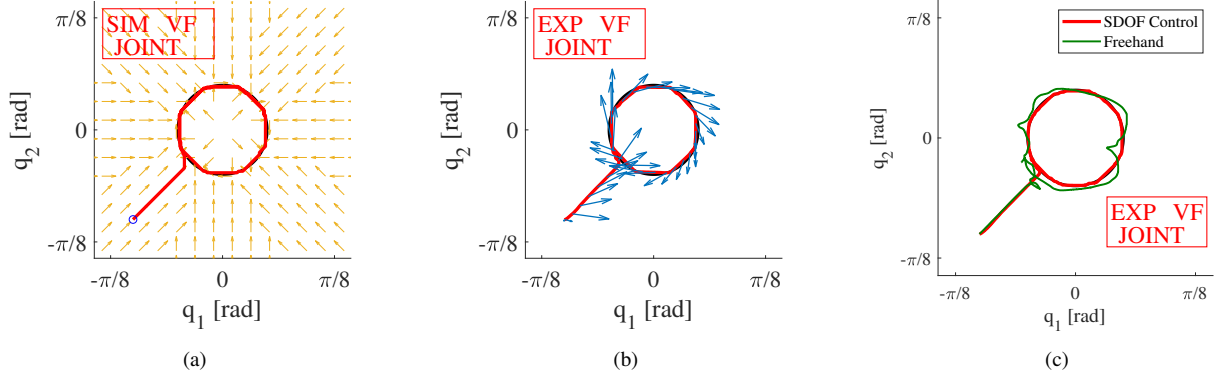 π/8
SIM VF
JOINT
q2 [rad]
0
-π/8
-π/8 0 π/8
q1 [rad]
(a)
π/8
EXP VF
JOINT
q2 [rad]
0
-π/8
-π/8 0 π/8
q1 [rad]
(b)
π/8
SDOF Control
Freehand
q2 [rad]
0
EXP VF
JOINT
-π/8
-π/8 0 π/8
q1 [rad]
(c)